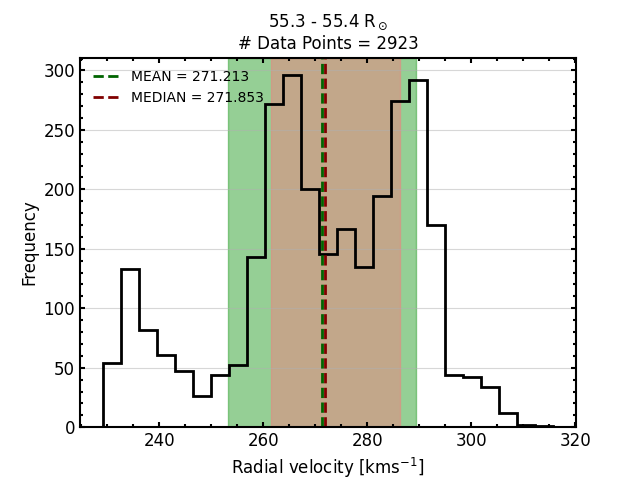 55.3 - 55.4 R⊙
# Data Points = 2923
MEAN = 271.213
MEDIAN = 271.853
Frequency
300
250
200
150
100
50
0
240 260 280 300 320
Radial velocity [kms⁻¹]